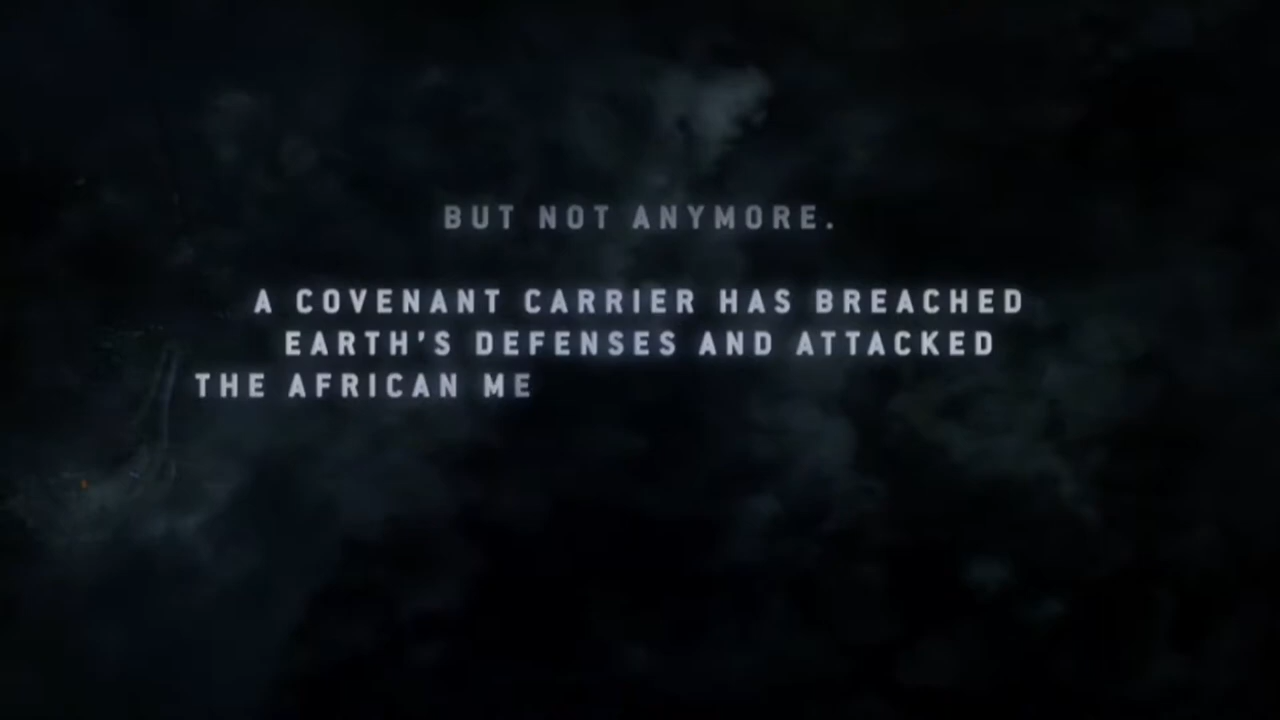 BUT NOT ANYMORE.
A COVENANT CARRIER HAS BREACHED
EARTH'S DEFENSES AND ATTACKED
THE AFRICAN ME